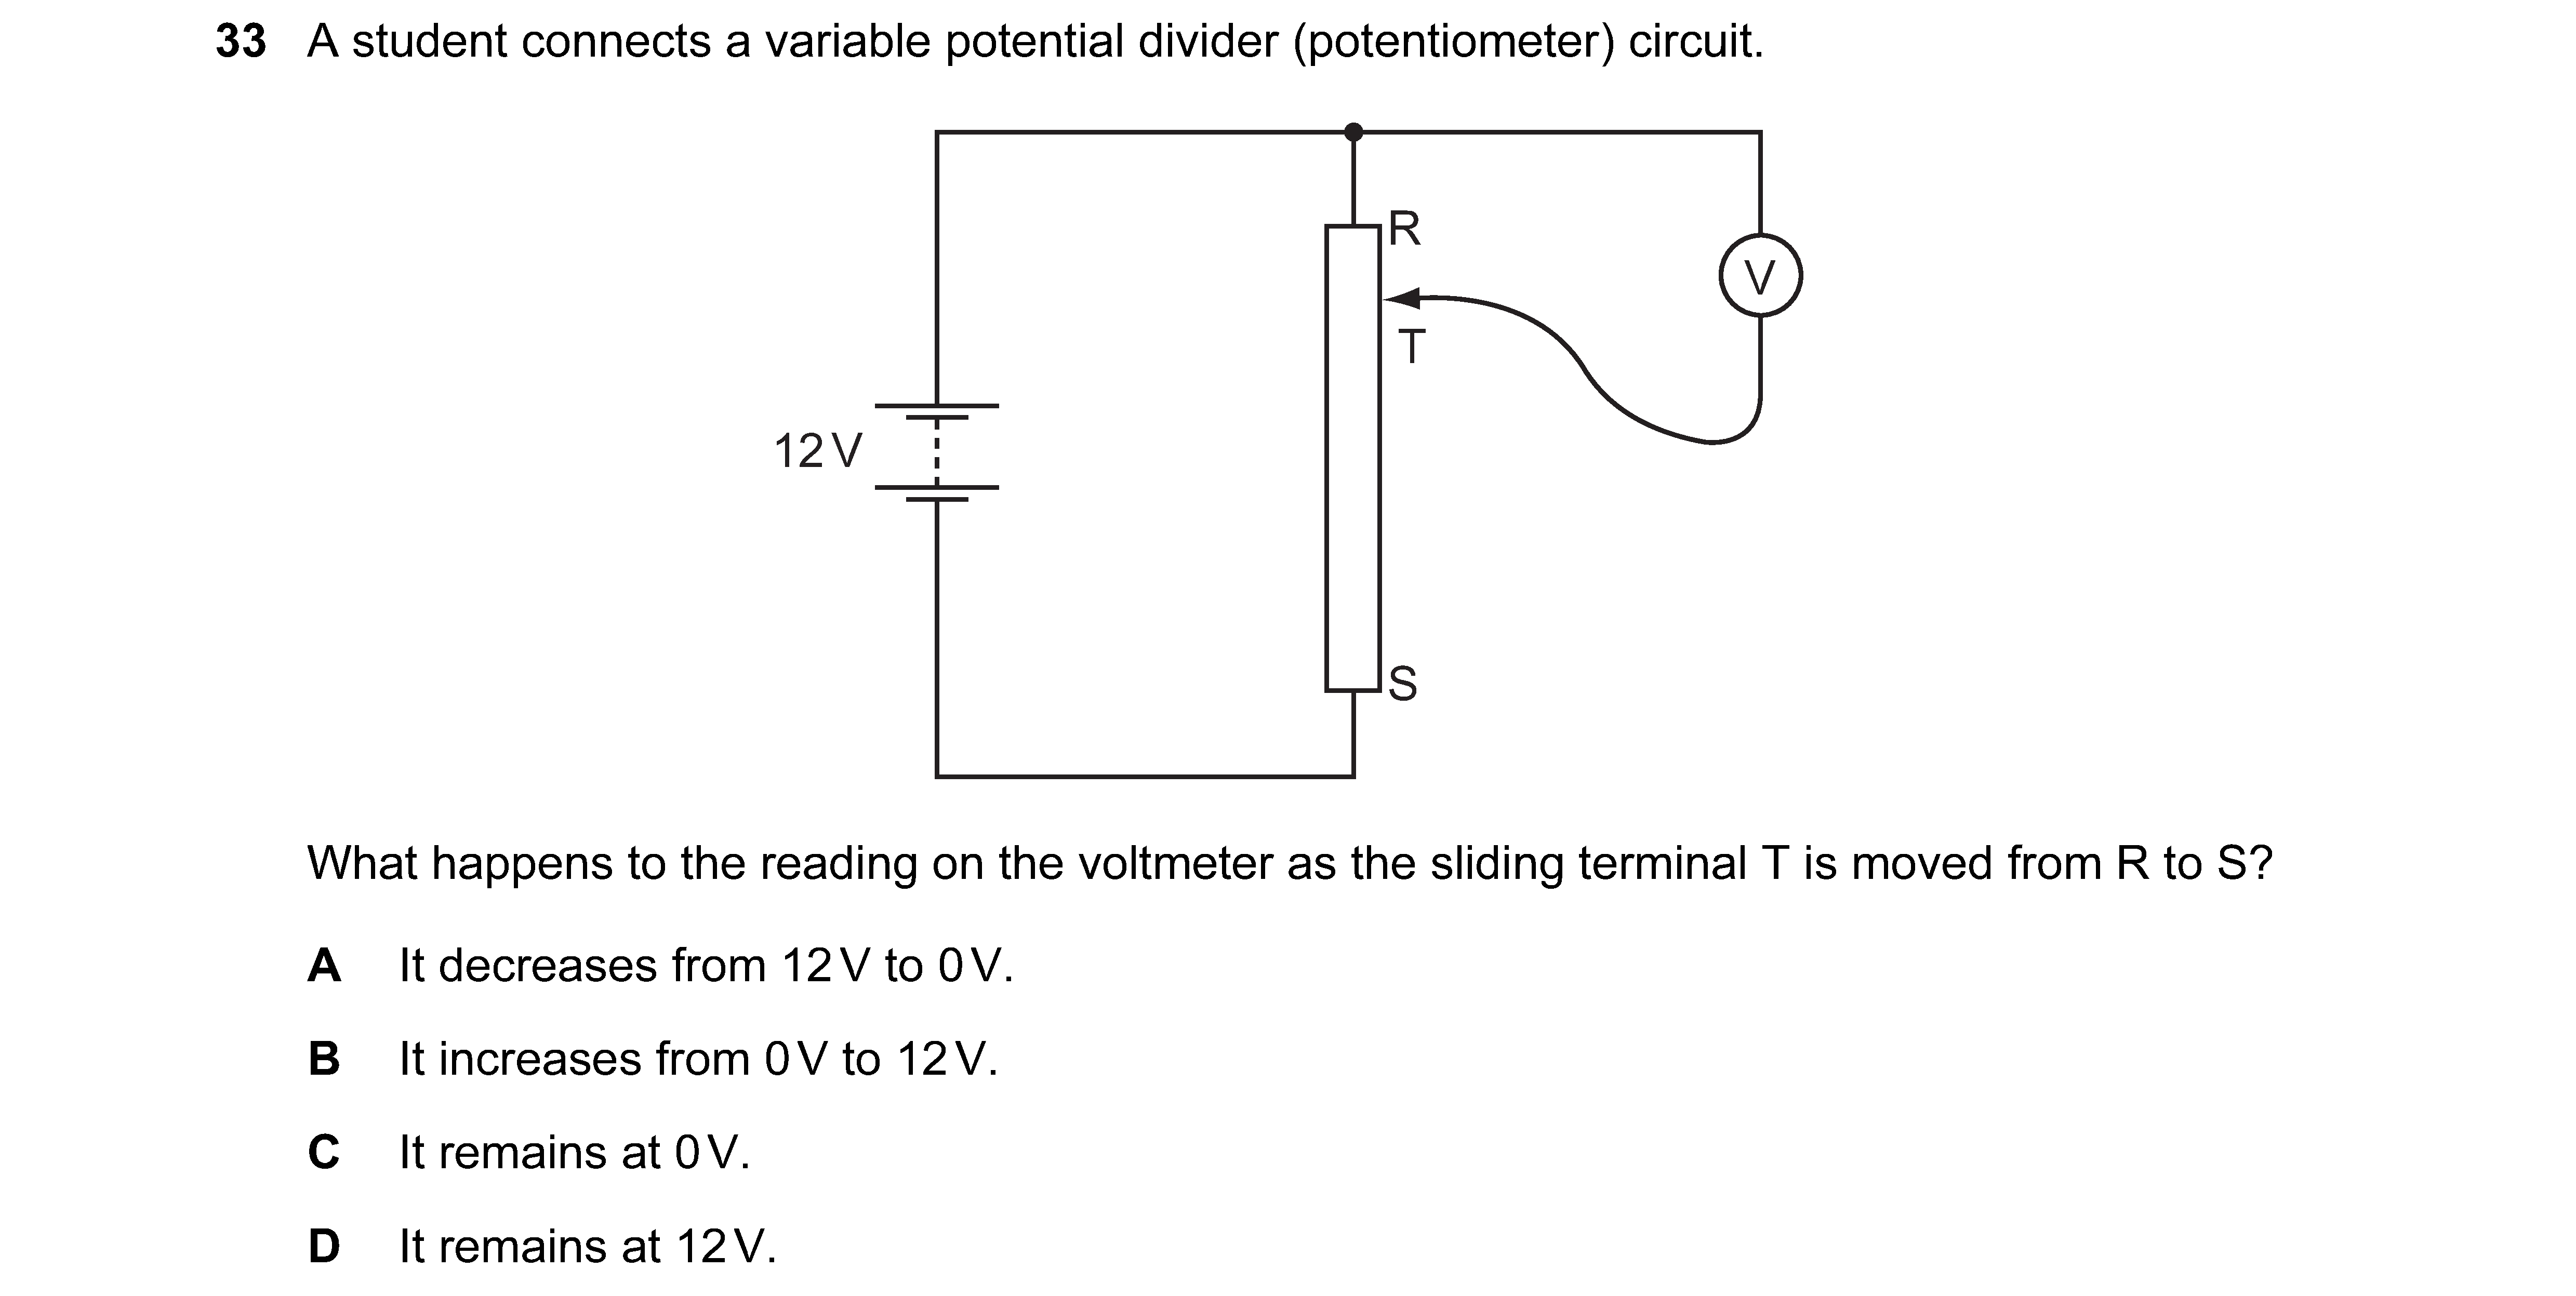 33 A student connects a variable potential divider (potentiometer) circuit.
R
V
T
12 V
S
What happens to the reading on the voltmeter as the sliding terminal T is moved from R to S?
A It decreases from 12 V to 0 V.
B It increases from 0 V to 12 V.
C It remains at 0 V.
D It remains at 12 V.